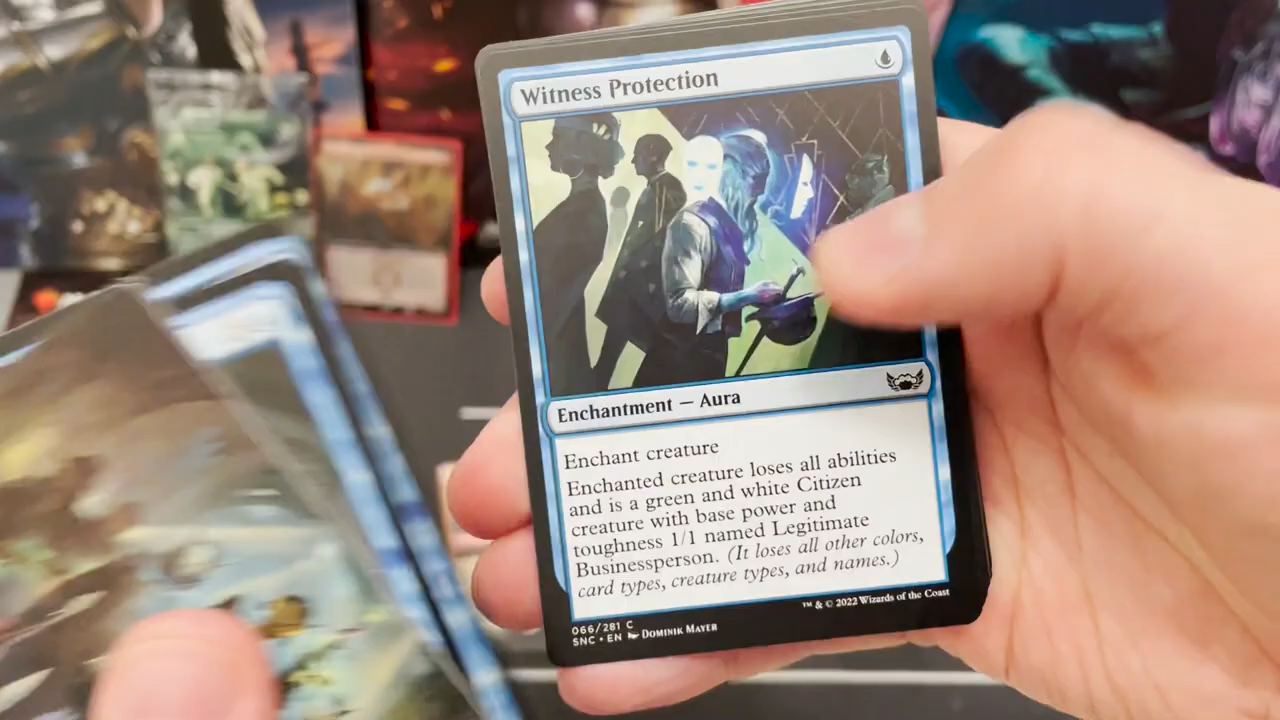 Witness Protection
Enchantment — Aura
Enchant creature
Enchanted creature loses all abilities
and is a green and white Citizen
creature with base power and
toughness 1/1 named Legitimate
Businessperson. (It loses all other colors,
card types, creature types, and names.)
066/281 C
SNC • EN DOMINIK MAYER
™ & © 2022 Wizards of the Coast